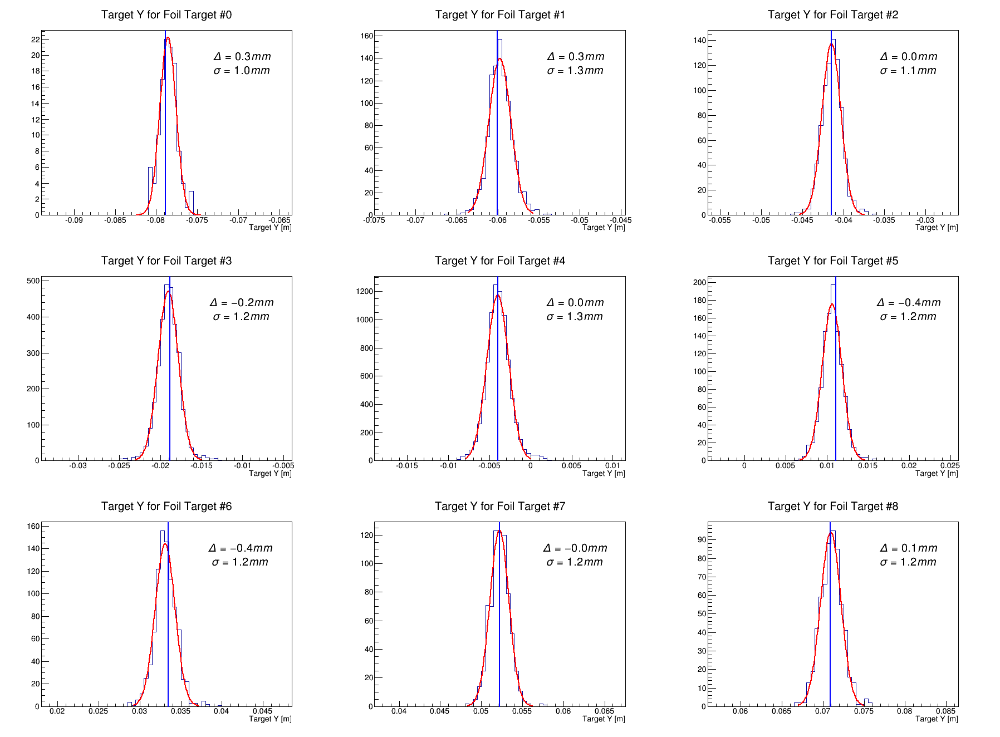 Target Y for Foil Target #0
Δ = 0.3mm
σ = 1.0mm
22
20
18
16
14
12
10
8
6
4
2
0
-0.09 -0.085 -0.08 -0.075 -0.07 -0.065
Target Y [m]
Target Y for Foil Target #1
Δ = 0.3mm
σ = 1.3mm
160
140
120
100
80
60
40
20
0
-0.075 -0.07 -0.065 -0.06 -0.055 -0.05 -0.045
Target Y [m]
Target Y for Foil Target #2
Δ = 0.0mm
σ = 1.1mm
140
120
100
80
60
40
20
0
-0.055 -0.05 -0.045 -0.04 -0.035 -0.03
Target Y [m]
Target Y for Foil Target #3
Δ = −0.2mm
σ = 1.2mm
500
400
300
200
100
0
-0.03 -0.025 -0.02 -0.015 -0.01 -0.005
Target Y [m]
Target Y for Foil Target #4
Δ = 0.0mm
σ = 1.3mm
1200
1000
800
600
400
200
0
-0.015 -0.01 -0.005 0 0.005 0.01
Target Y [m]
Target Y for Foil Target #5
Δ = −0.4mm
σ = 1.2mm
200
180
160
140
120
100
80
60
40
20
0
0 0.005 0.01 0.015 0.02 0.025
Target Y [m]
Target Y for Foil Target #6
Δ = −0.4mm
σ = 1.2mm
160
140
120
100
80
60
40
20
0
0.02 0.025 0.03 0.035 0.04 0.045
Target Y [m]
Target Y for Foil Target #7
Δ = −0.0mm
σ = 1.2mm
120
100
80
60
40
20
0
0.04 0.045 0.05 0.055 0.06 0.065
Target Y [m]
Target Y for Foil Target #8
Δ = 0.1mm
σ = 1.2mm
90
80
70
60
50
40
30
20
10
0
0.06 0.065 0.07 0.075 0.08 0.085
Target Y [m]